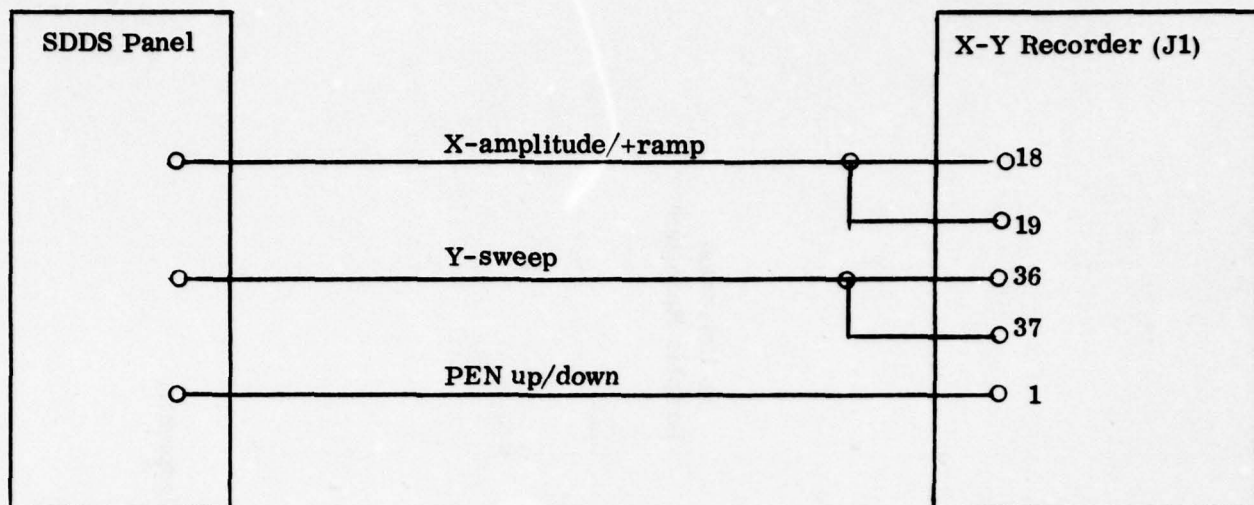 SDDS Panel
X-Y Recorder (J1)
X-amplitude/+ramp
18
19
Y-sweep
36
37
PEN up/down
1